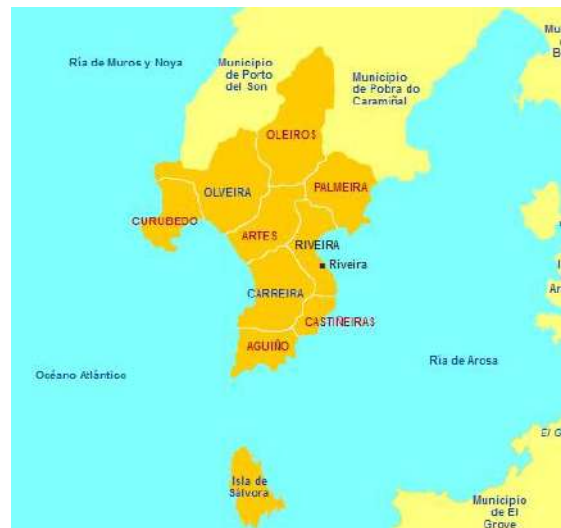 Ría de Muros y Noya
Municipio
de Porto
del Son
Municipio
de Pobra do
Caramiñal
OLEIROS
OLVEIRA
PALMEIRA
CURUBEDO
ARTES
RIVEIRA
Riveira
CARREIRA
CASTIÑEIRAS
AGUIÑO
Océano Atlántico
Ría de Arosa
Isla de
Sálvora
Municipio
de El
Grove